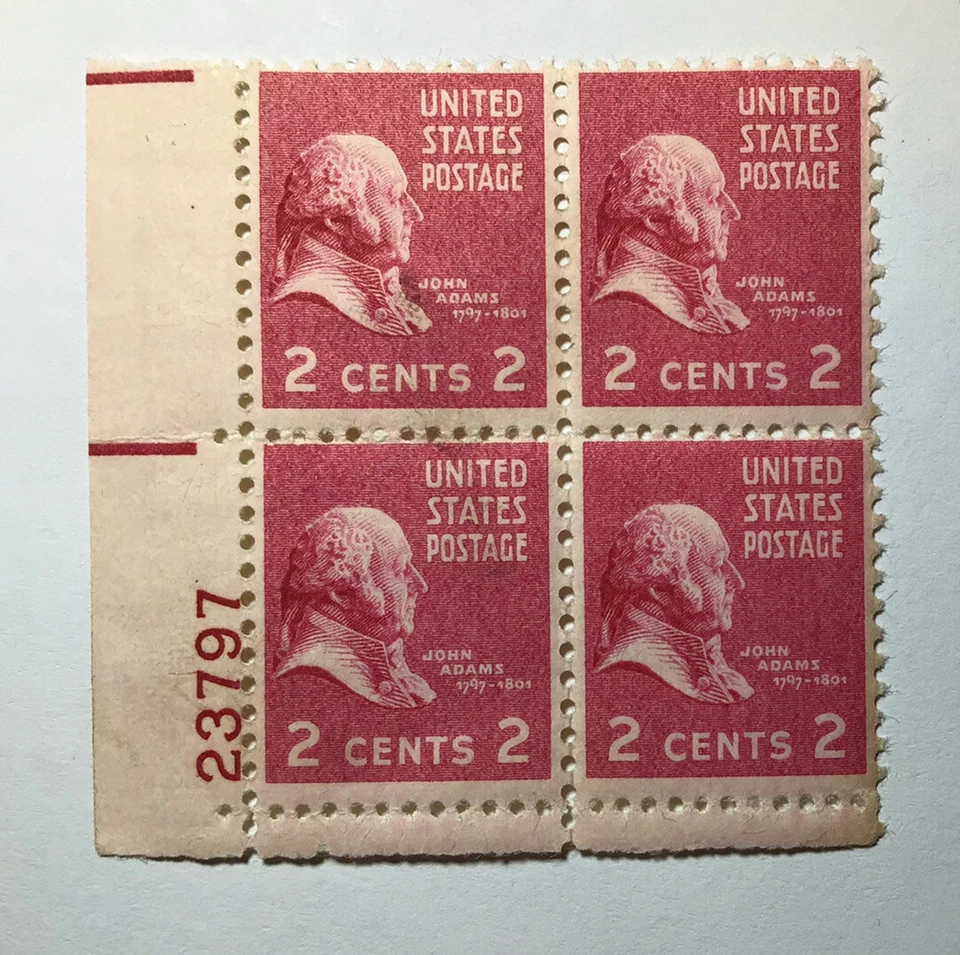 UNITED
STATES
POSTAGE
JOHN
ADAMS
1797-1801
2 CENTS 2
UNITED
STATES
POSTAGE
JOHN
ADAMS
1797-1801
2 CENTS 2
UNITED
STATES
POSTAGE
JOHN
ADAMS
1797-1801
2 CENTS 2
UNITED
STATES
POSTAGE
JOHN
ADAMS
1797-1801
2 CENTS 2
23797